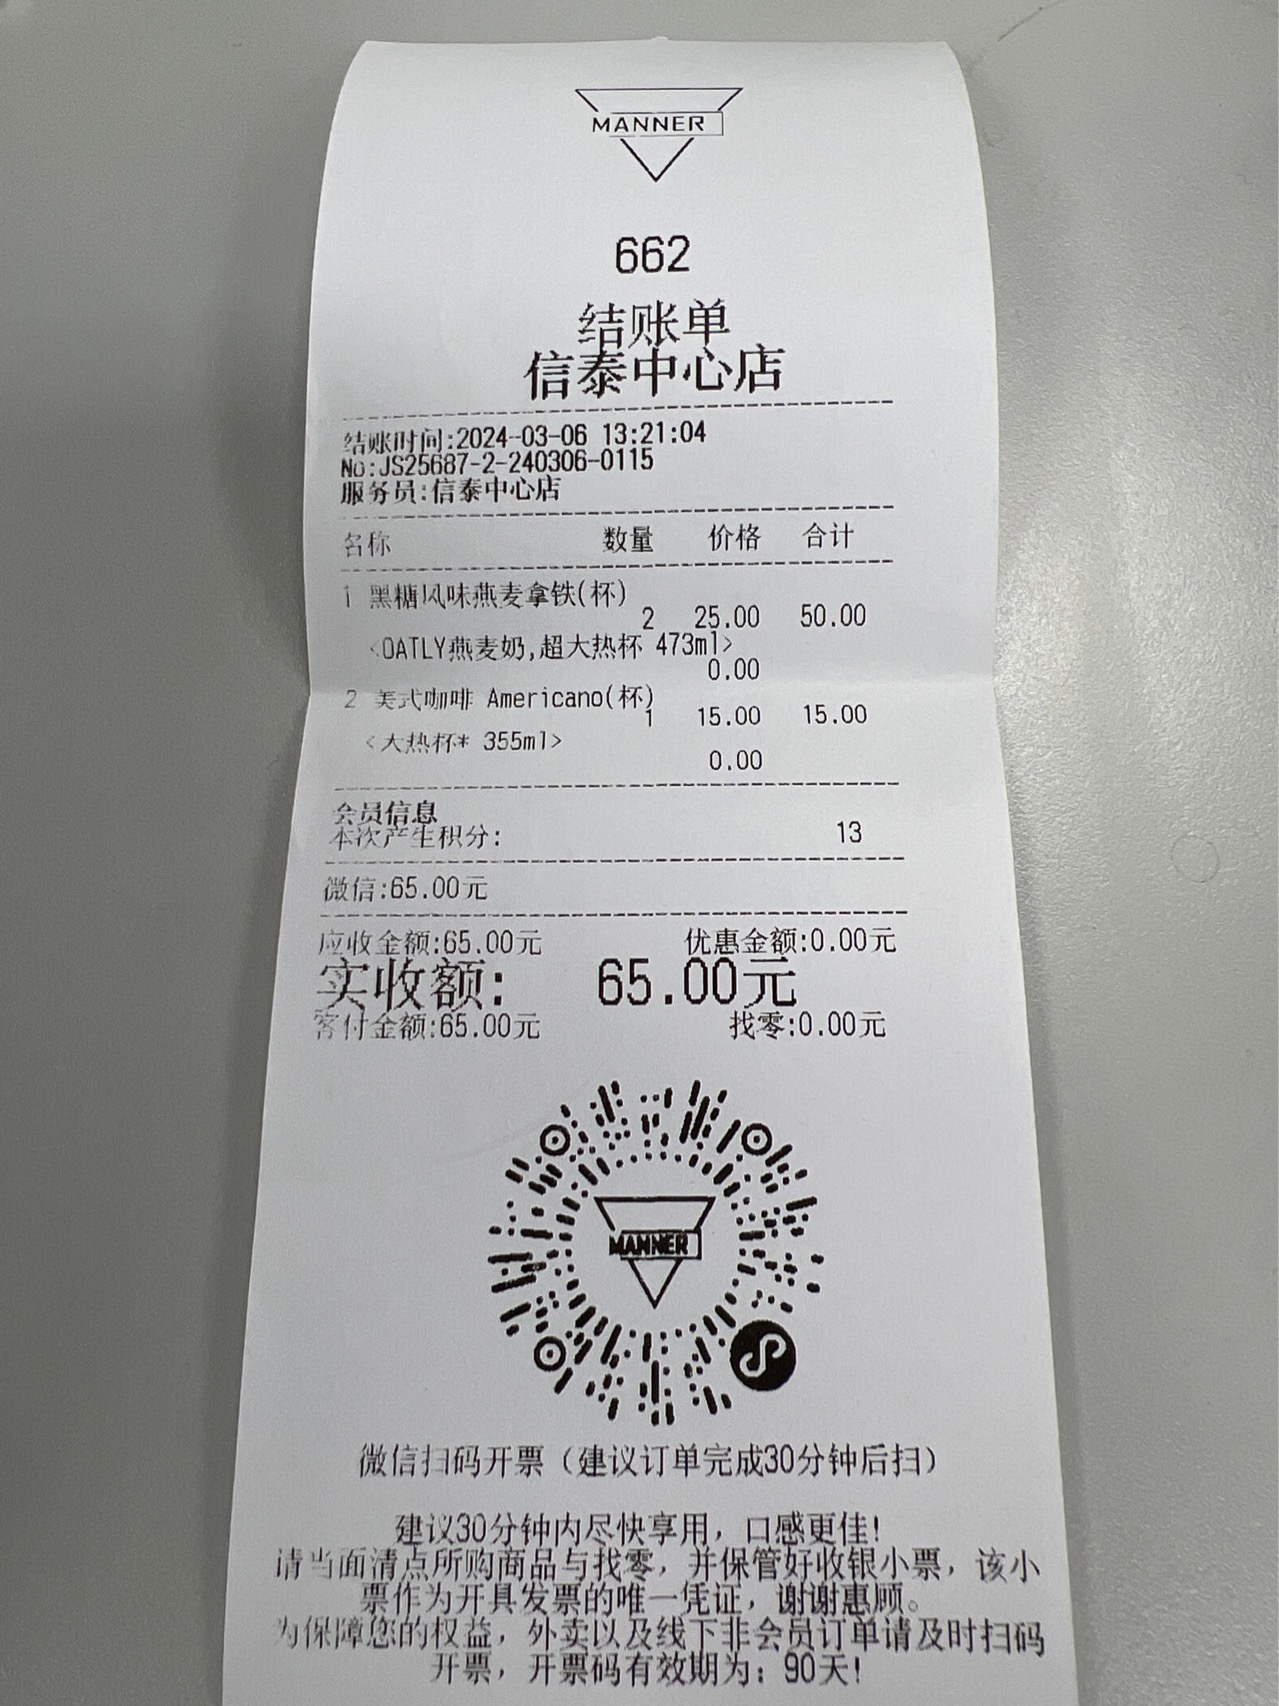 MANNER
662
结账单
信泰中心店
结账时间:2024-03-06 13:21:04
No:JS25687-2-240306-0115
服务员:信泰中心店
名称 数量 价格 合计
1 黑糖风味燕麦拿铁(杯)
2 25.00 50.00
<OATLY燕麦奶,超大热杯 473ml>
0.00
2 美式咖啡 Americano(杯)
1 15.00 15.00
<大热杯* 355ml>
0.00
会员信息
本次产生积分: 13
微信:65.00元
应收金额:65.00元 优惠金额:0.00元
实收额: 65.00元
客付金额:65.00元 找零:0.00元
MANNER
微信扫码开票（建议订单完成30分钟后扫）
建议30分钟内尽快享用，口感更佳!
请当面清点所购商品与找零，并保管好收银小票，该小
票作为开具发票的唯一凭证，谢谢惠顾。
为保障您的权益，外卖以及线下非会员订单请及时扫码
开票，开票码有效期为：90天!